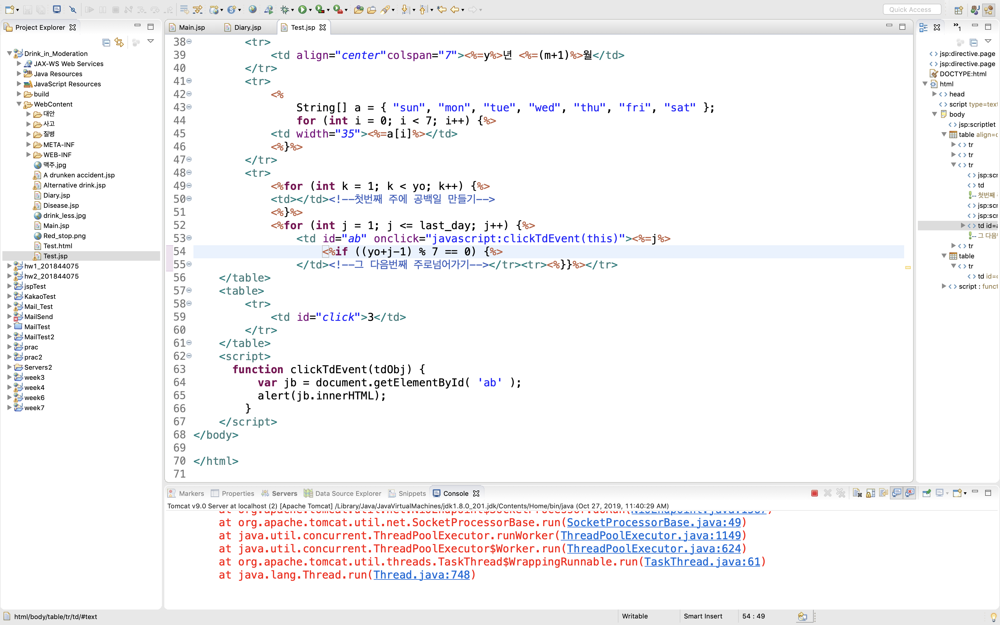 Quick Access
Project Explorer
Drink_in_Moderation
JAX-WS Web Services
Java Resources
JavaScript Resources
build
WebContent
대안
사고
질병
META-INF
WEB-INF
맥주.jpg
A drunken accident.jsp
Alternative drink.jsp
Diary.jsp
Disease.jsp
drink_less.jpg
Main.jsp
Red_stop.png
Test.html
Test.jsp
hw1_201844075
hw2_201844075
jspTest
KakaoTest
Mail_Test
MailSend
MailTest
MailTest2
prac
prac2
Servers2
week3
week4
week6
week7
Main.jsp Diary.jsp Test.jsp
38 <tr>
39 <td align="center"colspan="7"><%=y%>년 <%=(m+1)%>월</td>
40 </tr>
41 <tr>
42 <%
43 String[] a = { "sun", "mon", "tue", "wed", "thu", "fri", "sat" };
44 for (int i = 0; i < 7; i++) {%>
45 <td width="35"><%=a[i]%></td>
46 <%}%>
47 </tr>
48 <tr>
49 <%for (int k = 1; k < yo; k++) {%>
50 <td></td><!--첫번째 주에 공백일 만들기-->
51 <%}%>
52 <%for (int j = 1; j <= last_day; j++) {%>
53 <td id="ab" onclick="javascript:clickTdEvent(this)"><%=j%>
54 <%if ((yo+j-1) % 7 == 0) {%>
55 </td><!--그 다음번째 주로넘어가기--></tr><tr><%}}%></tr>
56 </table>
57 <table>
58 <tr>
59 <td id="click">3</td>
60 </tr>
61 </table>
62 <script>
63 function clickTdEvent(tdObj) {
64 var jb = document.getElementById( 'ab' );
65 alert(jb.innerHTML);
66 }
67 </script>
68 </body>
69
70 </html>
71
»1
jsp:directive.page
jsp:directive.page
DOCTYPE:html
html
head
script type=text
body
jsp:scriptlet
table align=c
tr
tr
tr
jsp:scr
td
첫번째
jsp:scr
jsp:scr
td id=a
그 다음
tr
table
tr
td id=c
script : funct
Markers Properties Servers Data Source Explorer Snippets Console
Tomcat v9.0 Server at localhost (2) [Apache Tomcat] /Library/Java/JavaVirtualMachines/jdk1.8.0_201.jdk/Contents/Home/bin/java (Oct 27, 2019, 11:40:29 AM)
at org.apache.tomcat.util.net.SocketProcessorBase.run(SocketProcessorBase.java:49)
at java.util.concurrent.ThreadPoolExecutor.runWorker(ThreadPoolExecutor.java:1149)
at java.util.concurrent.ThreadPoolExecutor$Worker.run(ThreadPoolExecutor.java:624)
at org.apache.tomcat.util.threads.TaskThread$WrappingRunnable.run(TaskThread.java:61)
at java.lang.Thread.run(Thread.java:748)
html/body/table/tr/td/#text
Writable
Smart Insert
54 : 49